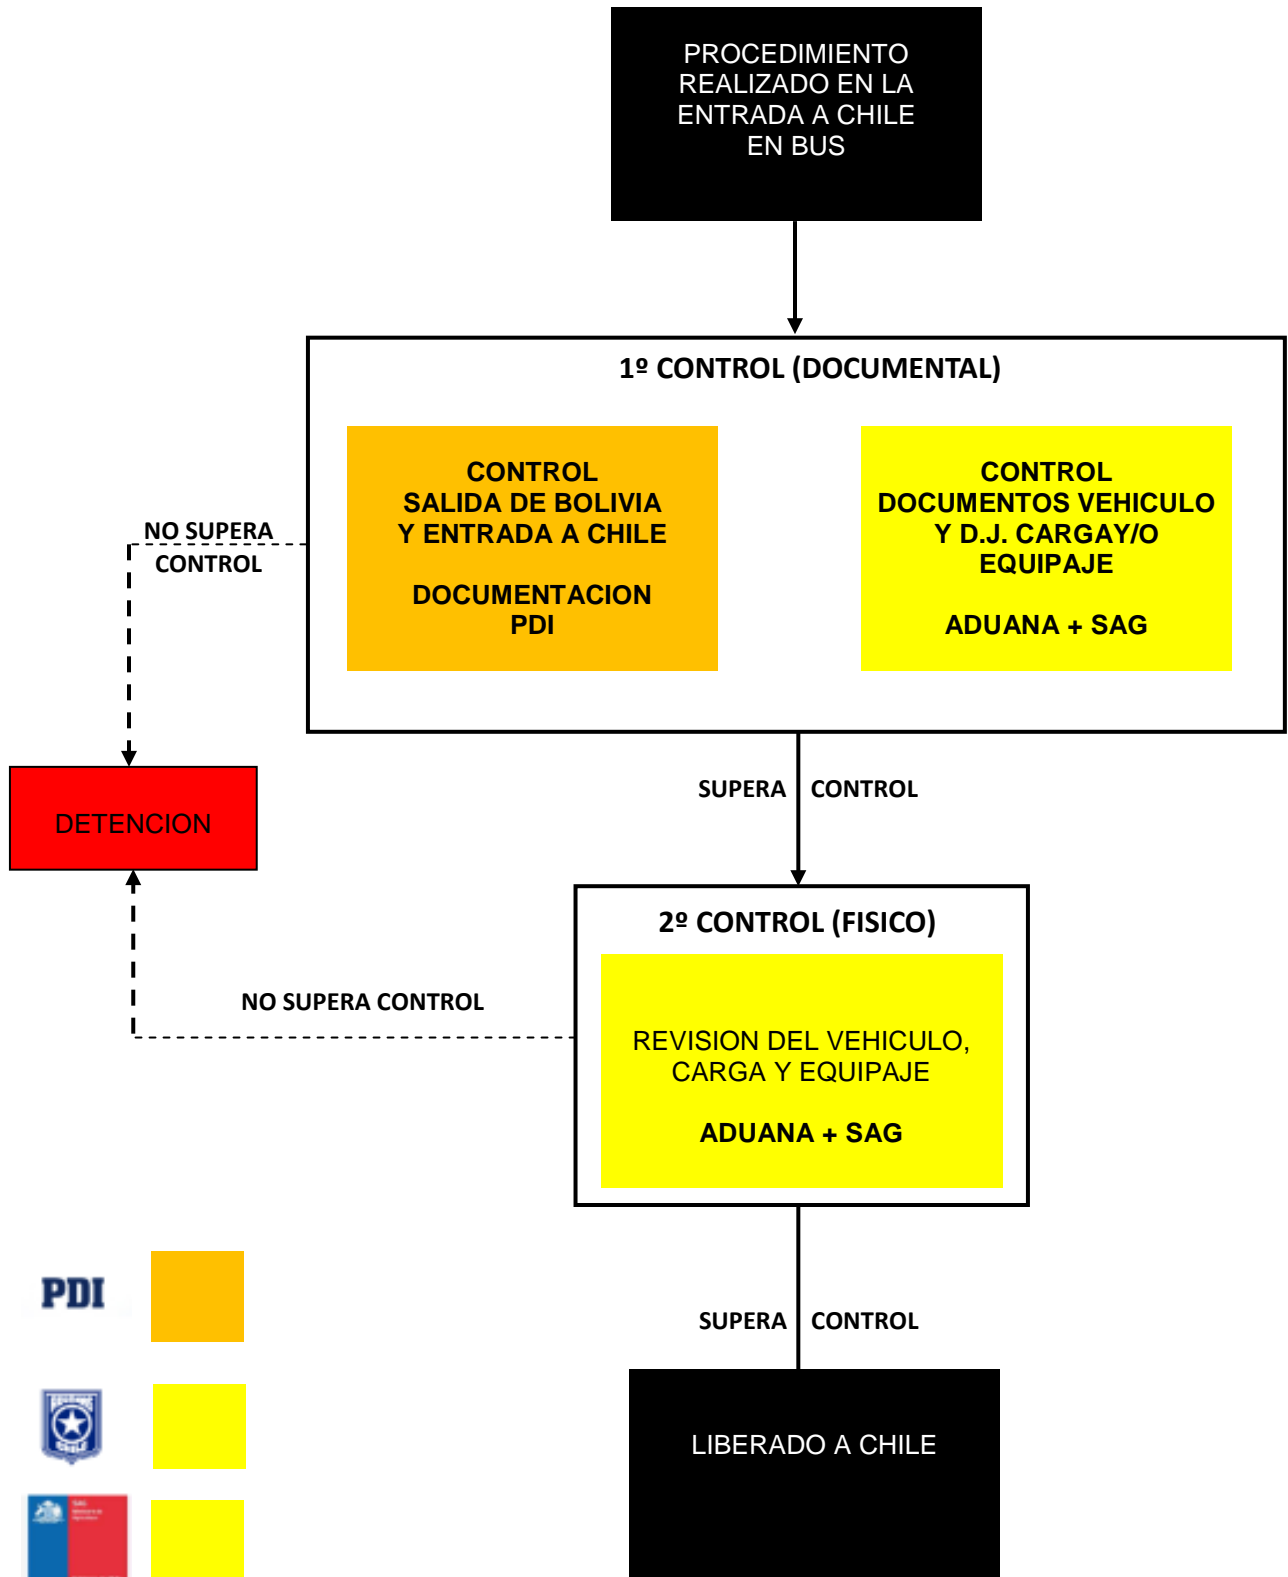 PROCEDIMIENTO
REALIZADO EN LA
ENTRADA A CHILE
EN BUS
1º CONTROL (DOCUMENTAL)
CONTROL
SALIDA DE BOLIVIA
Y ENTRADA A CHILE
DOCUMENTACION
PDI
CONTROL
DOCUMENTOS VEHICULO
Y D.J. CARGAY/O
EQUIPAJE
ADUANA + SAG
NO SUPERA
CONTROL
DETENCION
SUPERA CONTROL
2º CONTROL (FISICO)
REVISION DEL VEHICULO,
CARGA Y EQUIPAJE
ADUANA + SAG
NO SUPERA CONTROL
SUPERA CONTROL
LIBERADO A CHILE
PDI
CHILE
SAG